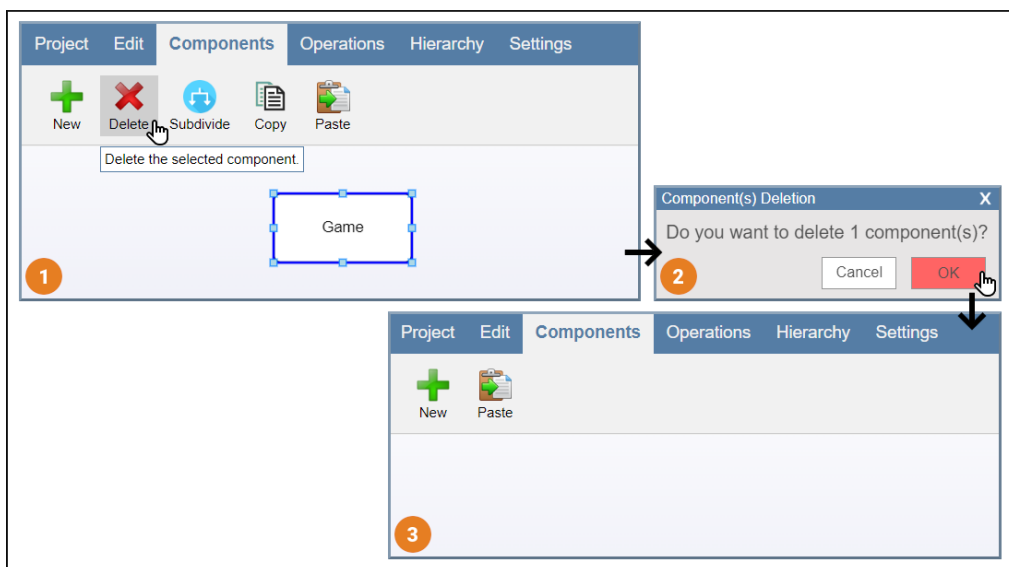 Project Edit Components Operations Hierarchy Settings
New Delete Subdivide Copy Paste
Delete the selected component.
Game
1
Component(s) Deletion X
Do you want to delete 1 component(s)?
Cancel OK
2
Project Edit Components Operations Hierarchy Settings
New Paste
3